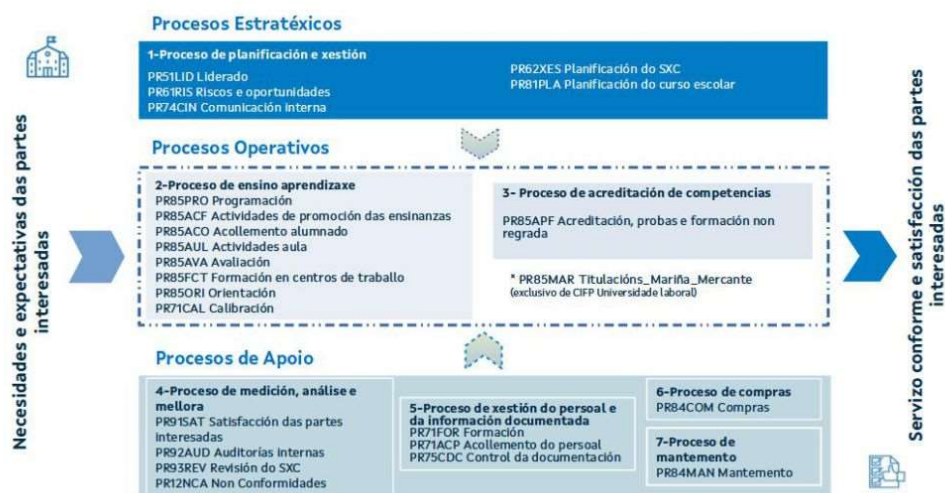 Procesos Estratéxicos
1-Proceso de planificación e xestión
PR51LID Liderado
PR61RIS Riscos e oportunidades
PR74CIN Comunicación interna
PR62XES Planificación do SXC
PR81PLA Planificación do curso escolar
Necesidades e expectativas das partes
interesadas
Procesos Operativos
2-Proceso de ensino aprendizaxe
PR85PRO Programación
PR85ACF Actividades de promoción das ensinanzas
PR85ACO Acollemento alumnado
PR85AUL Actividades aula
PR85AVA Avaliación
PR85FCT Formación en centros de traballo
PR85ORI Orientación
PR71CAL Calibración
3- Proceso de acreditación de competencias
PR85APF Acreditación, probas e formación non
regrada
* PR85MAR Titulacións_Mariña_Mercante
(exclusivo de CIFP Universidade laboral)
Servizo conforme e satisfacción das partes
interesadas
Procesos de Apoio
4-Proceso de medición, análise e
mellora
PR91SAT Satisfacción das partes
interesadas
PR92AUD Auditorías internas
PR93REV Revisión do SXC
PR12NCA Non Conformidades
5-Proceso de xestión do persoal e
da información documentada
PR71FOR Formación
PR71ACP Acollemento do persoal
PR75CDC Control da documentación
6-Proceso de compras
PR84COM Compras
7-Proceso de
mantemento
PR84MAN Mantemento